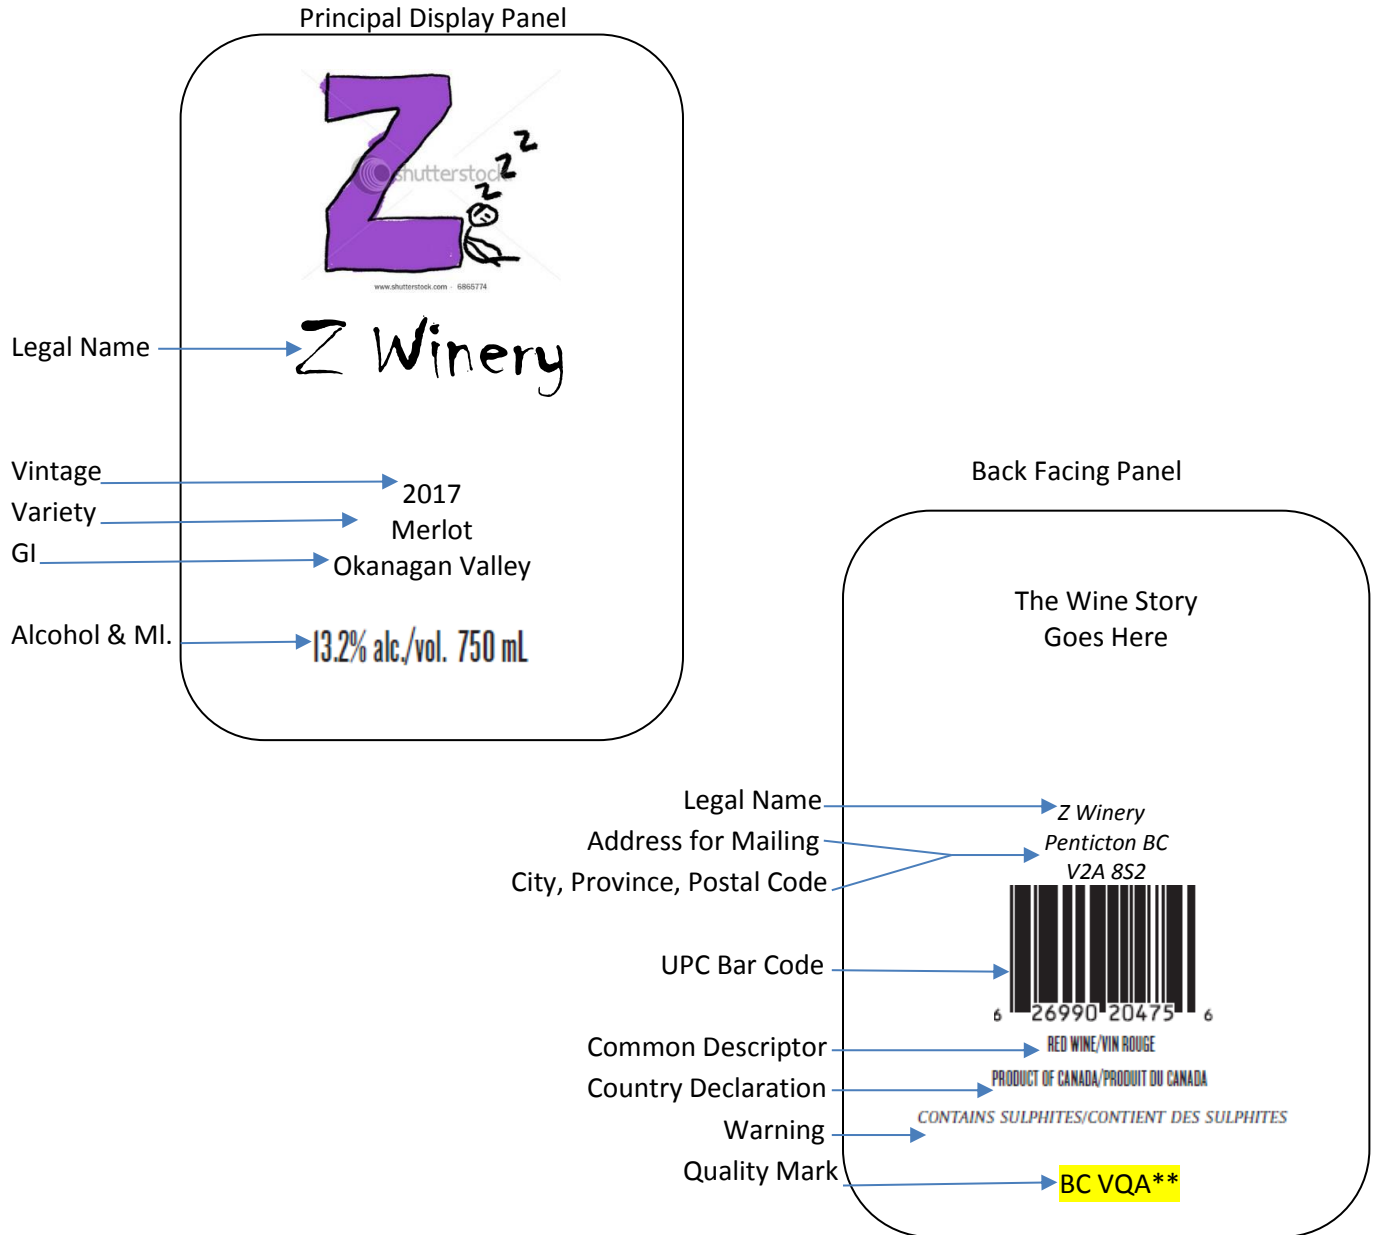 Principal Display Panel
Z
z z z
shutterstock
www.shutterstock.com - 6865774
Legal Name
Z Winery
Vintage
2017
Variety
Merlot
GI
Okanagan Valley
Alcohol & Ml.
13.2% alc./vol. 750 mL
Back Facing Panel
The Wine Story
Goes Here
Legal Name
Z Winery
Address for Mailing
Penticton BC
City, Province, Postal Code
V2A 8S2
UPC Bar Code
6 26990 20475 6
Common Descriptor
RED WINE/VIN ROUGE
Country Declaration
PRODUCT OF CANADA/PRODUIT DU CANADA
Warning
CONTAINS SULPHITES/CONTIENT DES SULPHITES
Quality Mark
BC VQA**